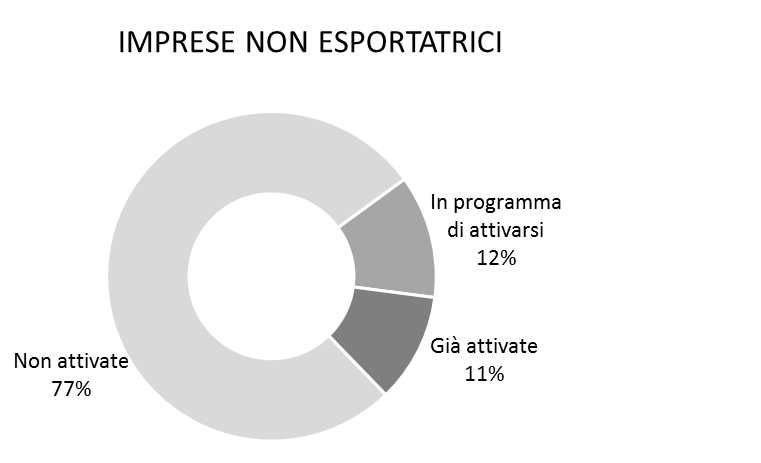 IMPRESE NON ESPORTATRICI
In programma
di attivarsi
12%
Già attivate
11%
Non attivate
77%